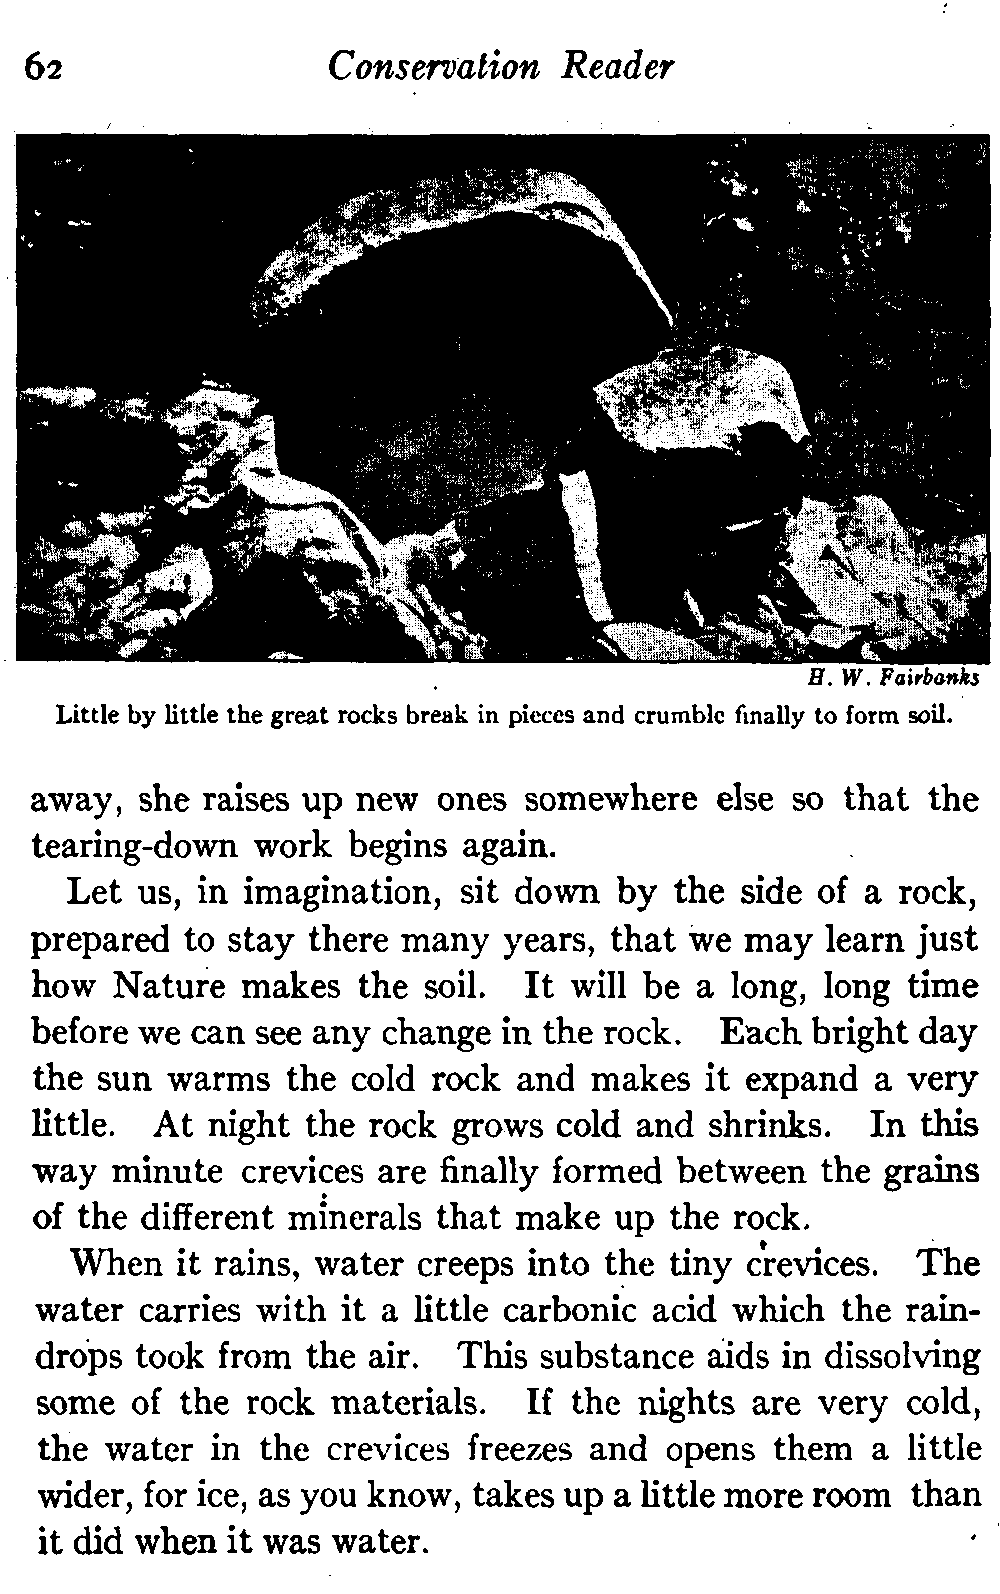 62
Conservation Reader
H. W. Fairbanks
Little by little the great rocks break in pieces and crumble finally to form soil.
away, she raises up new ones somewhere else so that the
tearing-down work begins again.
Let us, in imagination, sit down by the side of a rock,
prepared to stay there many years, that we may learn just
how Nature makes the soil. It will be a long, long time
before we can see any change in the rock. Each bright day
the sun warms the cold rock and makes it expand a very
little. At night the rock grows cold and shrinks. In this
way minute crevices are finally formed between the grains
of the different minerals that make up the rock.
When it rains, water creeps into the tiny crevices. The
water carries with it a little carbonic acid which the rain-
drops took from the air. This substance aids in dissolving
some of the rock materials. If the nights are very cold,
the water in the crevices freezes and opens them a little
wider, for ice, as you know, takes up a little more room than
it did when it was water.